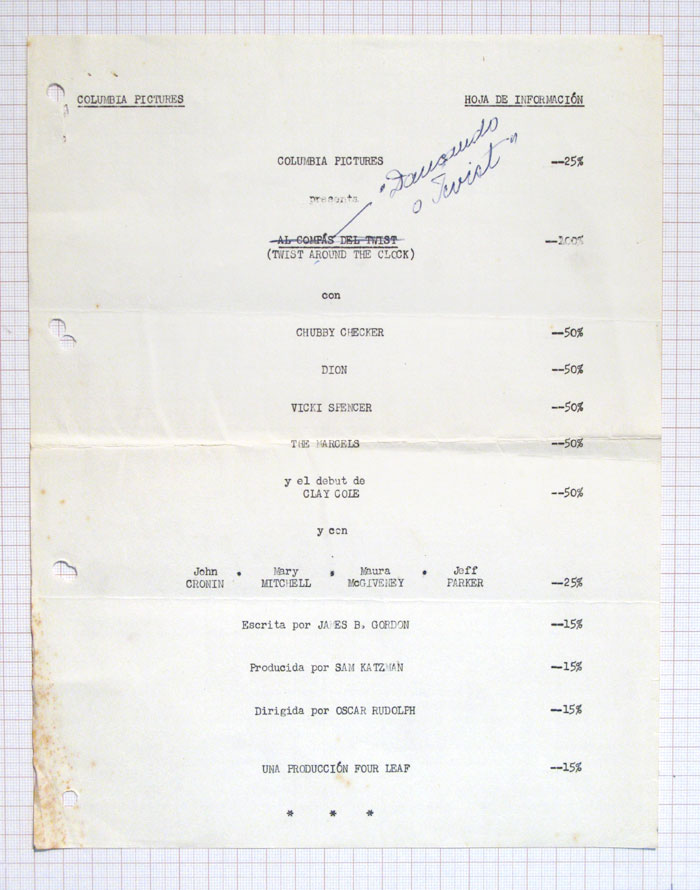 COLUMBIA PICTURES HOJA DE INFORMACIÓN
COLUMBIA PICTURES --25%
presenta
"Dansando
o Twist"
AL COMPÁS DEL TWIST --100%
(TWIST AROUND THE CLOCK)
con
CHUBBY CHECKER --50%
DION --50%
VICKI SPENCER --50%
THE MARCELS --50%
y el debut de
CLAY COLE --50%
y con
John * Mary * Maura * Jeff
CRONIN MITCHELL McGIVENEY PARKER --25%
Escrita por JAMES B. GORDON --15%
Producida por SAM KATZMAN --15%
Dirigida por OSCAR RUDOLPH --15%
UNA PRODUCCIÓN FOUR LEAF --15%
* * *